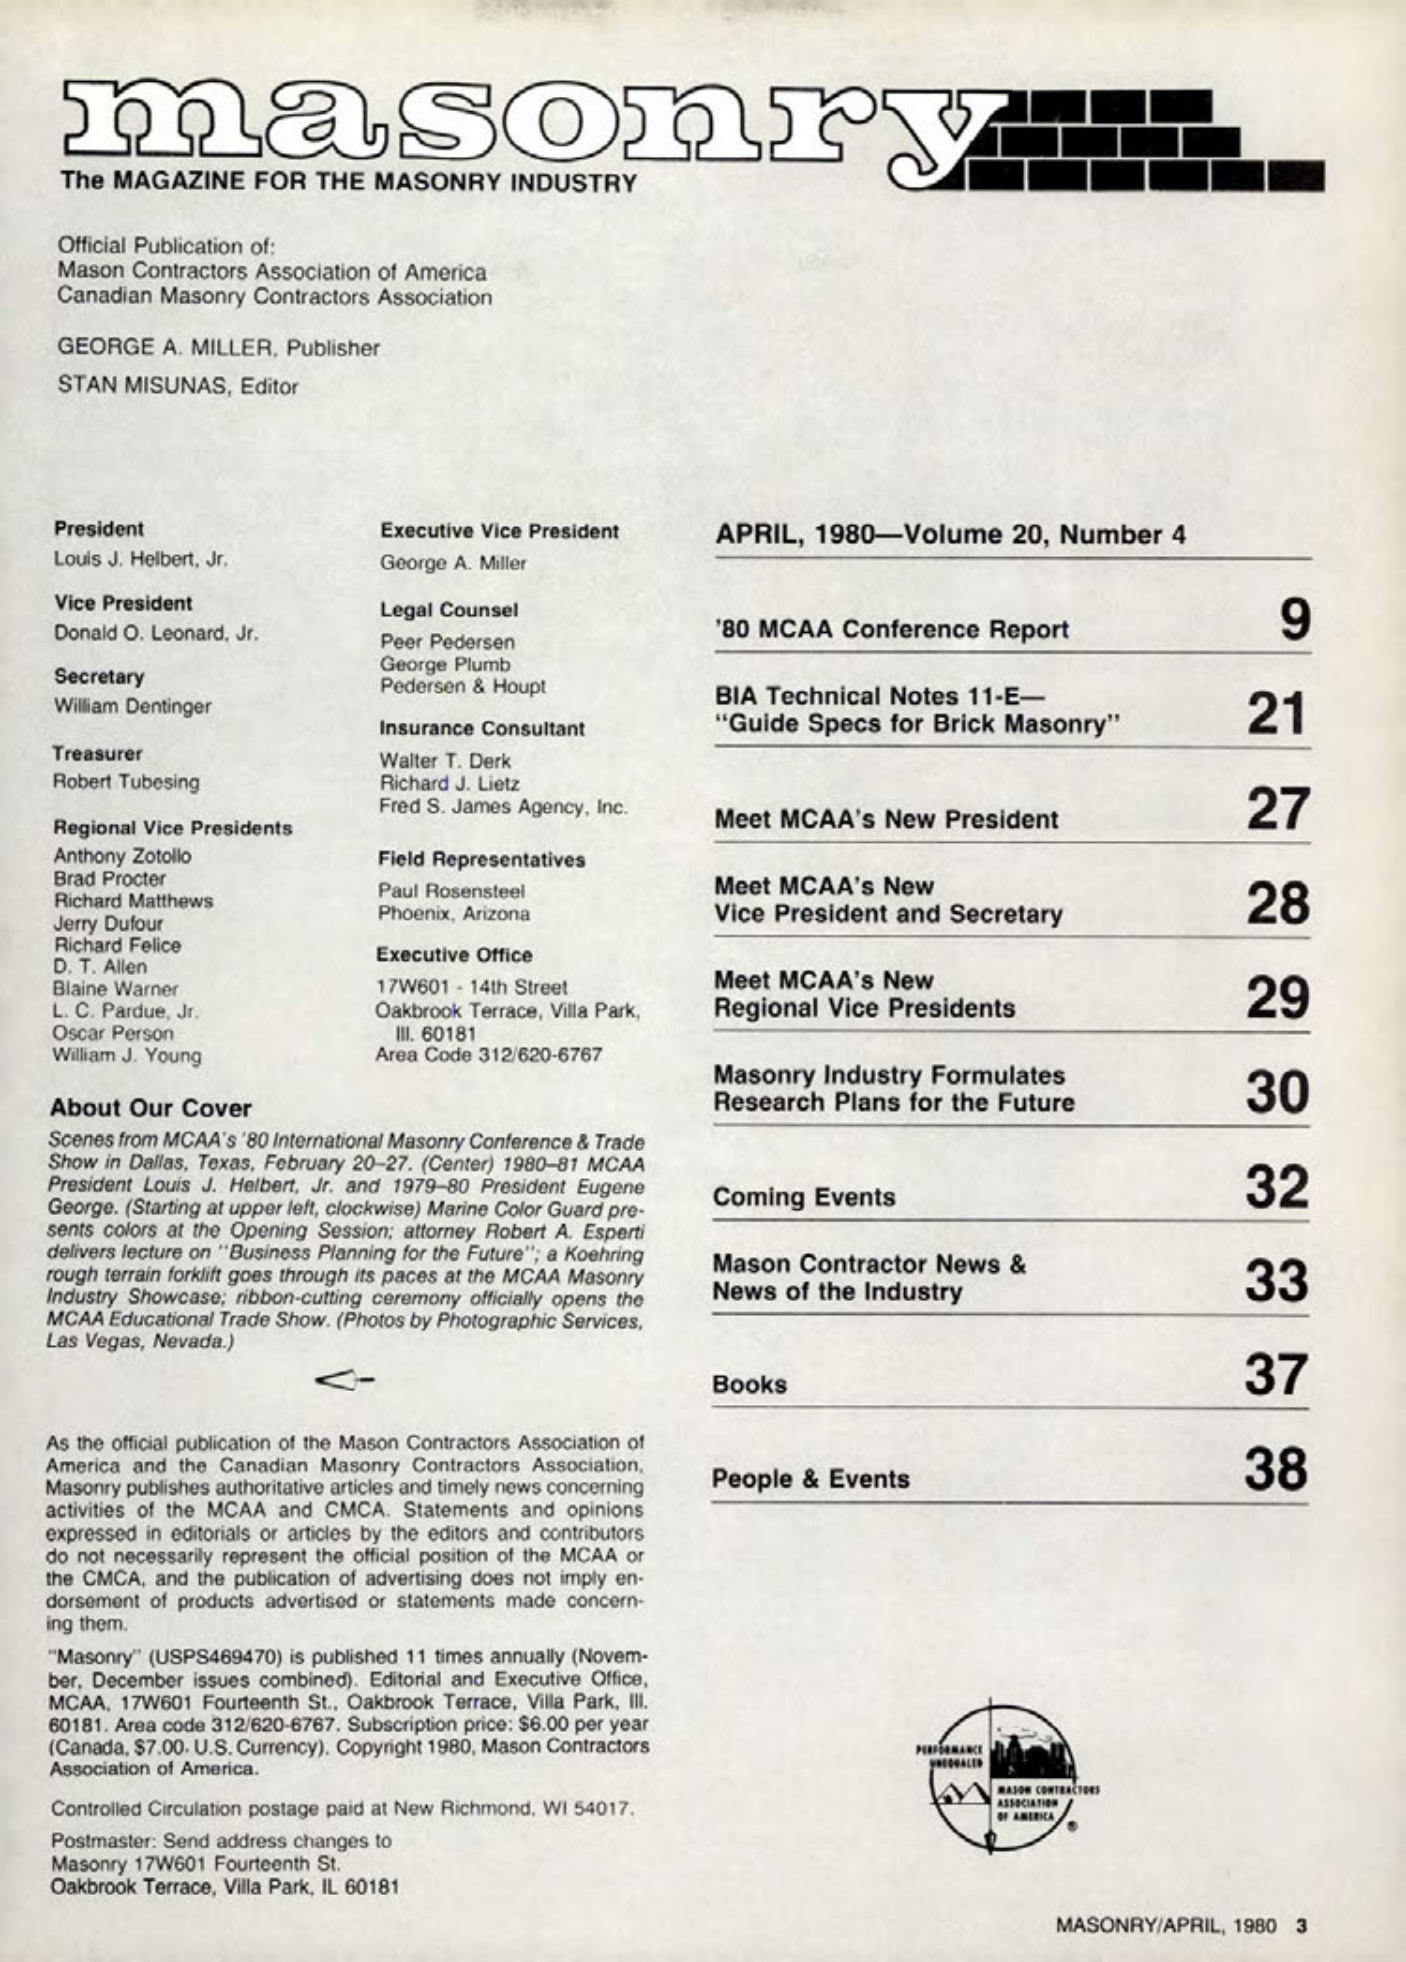 masonry
The MAGAZINE FOR THE MASONRY INDUSTRY
Official Publication of:
Mason Contractors Association of America
Canadian Masonry Contractors Association
GEORGE A. MILLER, Publisher
STAN MISUNAS, Editor
President
Louis J. Helbert, Jr.
Vice President
Donald O. Leonard, Jr.
Secretary
William Dentinger
Treasurer
Robert Tubesing
Regional Vice Presidents
Anthony Zotollo
Brad Procter
Richard Matthews
Jerry Dufour
Richard Felice
D. T. Allen
Blaine Warner
L. C. Pardue, Jr.
Oscar Person
William J. Young
Executive Vice President
George A. Miller
Legal Counsel
Peer Pedersen
George Plumb
Pedersen & Houpt
Insurance Consultant
Walter T. Derk
Richard J. Lietz
Fred S. James Agency, Inc.
Field Representatives
Paul Rosensteel
Phoenix, Arizona
Executive Office
17W601 - 14th Street
Oakbrook Terrace, Villa Park,
Ill. 60181
Area Code 312/620-6767
About Our Cover
Scenes from MCAA's '80 International Masonry Conference & Trade
Show in Dallas, Texas, February 20–27. (Center) 1980–81 MCAA
President Louis J. Helbert, Jr. and 1979–80 President Eugene
George. (Starting at upper left, clockwise) Marine Color Guard pre-
sents colors at the Opening Session; attorney Robert A. Esperti
delivers lecture on "Business Planning for the Future"; a Koehring
rough terrain forklift goes through its paces at the MCAA Masonry
Industry Showcase; ribbon-cutting ceremony officially opens the
MCAA Educational Trade Show. (Photos by Photographic Services,
Las Vegas, Nevada.)
As the official publication of the Mason Contractors Association of
America and the Canadian Masonry Contractors Association,
Masonry publishes authoritative articles and timely news concerning
activities of the MCAA and CMCA. Statements and opinions
expressed in editorials or articles by the editors and contributors
do not necessarily represent the official position of the MCAA or
the CMCA, and the publication of advertising does not imply en-
dorsement of products advertised or statements made concern-
ing them.
"Masonry" (USPS469470) is published 11 times annually (Novem-
ber, December issues combined). Editorial and Executive Office,
MCAA, 17W601 Fourteenth St., Oakbrook Terrace, Villa Park, Ill.
60181. Area code 312/620-6767. Subscription price: $6.00 per year
(Canada, $7.00. U.S. Currency). Copyright 1980, Mason Contractors
Association of America.
Controlled Circulation postage paid at New Richmond, WI 54017.
Postmaster: Send address changes to
Masonry 17W601 Fourteenth St.
Oakbrook Terrace, Villa Park, IL 60181
APRIL, 1980—Volume 20, Number 4
'80 MCAA Conference Report 9
BIA Technical Notes 11-E—
"Guide Specs for Brick Masonry" 21
Meet MCAA's New President 27
Meet MCAA's New
Vice President and Secretary 28
Meet MCAA's New
Regional Vice Presidents 29
Masonry Industry Formulates
Research Plans for the Future 30
Coming Events 32
Mason Contractor News &
News of the Industry 33
Books 37
People & Events 38
PERFORMANCE
UNEQUALED
MASON CONTRACTORS
ASSOCIATION
OF AMERICA
®
MASONRY/APRIL, 1980 3